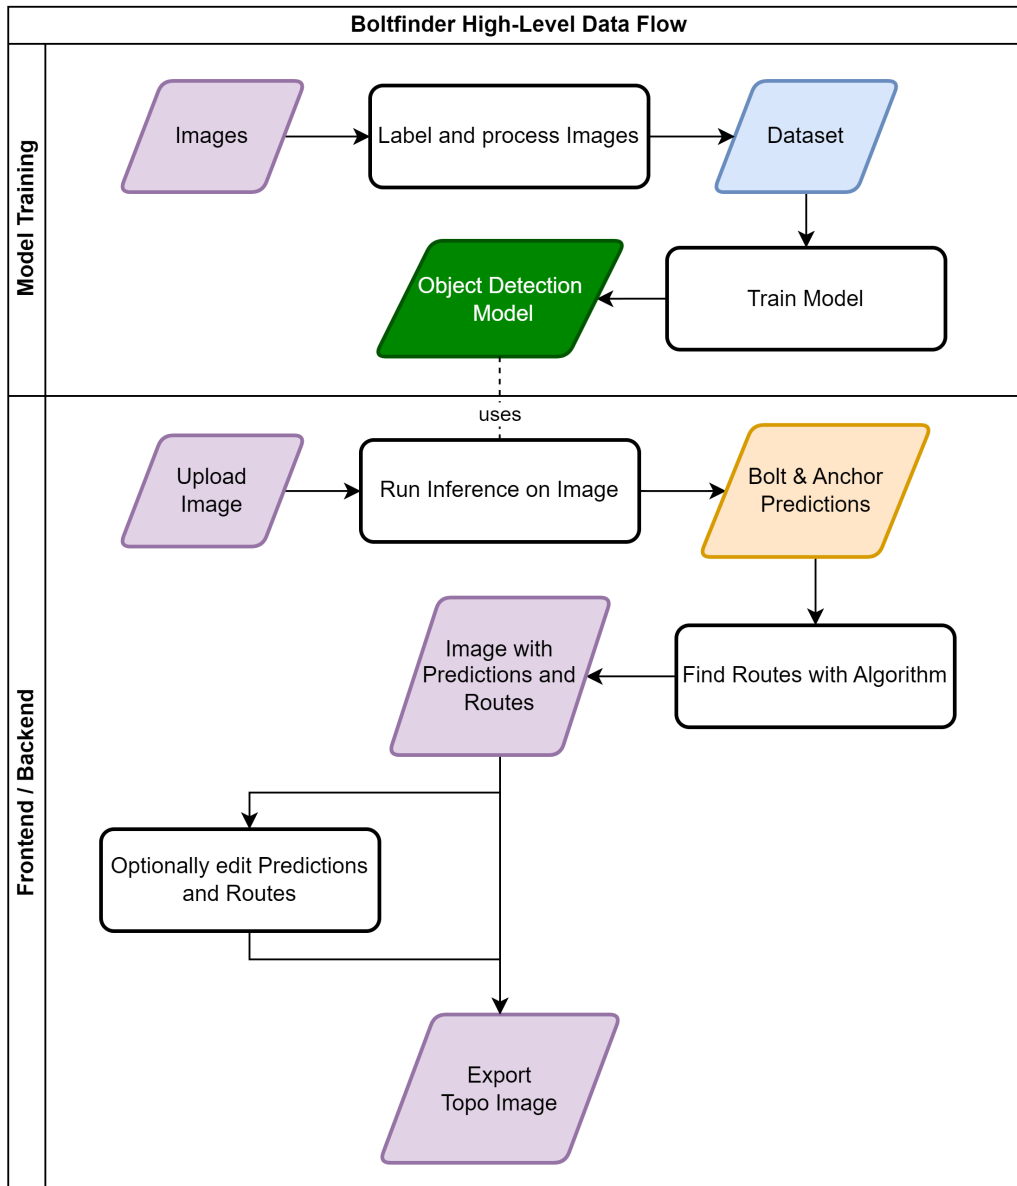 Boltfinder High-Level Data Flow
Model Training
Images
Label and process Images
Dataset
Object Detection
Model
Train Model
uses
Frontend / Backend
Upload
Image
Run Inference on Image
Bolt & Anchor
Predictions
Image with
Predictions and
Routes
Find Routes with Algorithm
Optionally edit Predictions
and Routes
Export
Topo Image